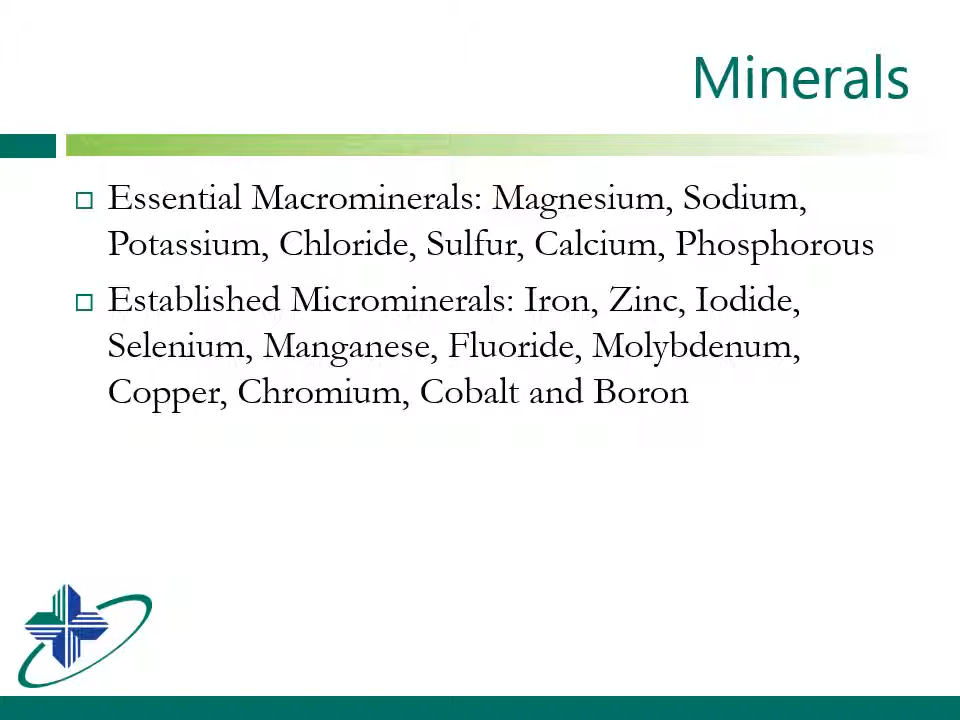 Minerals
Essential Macrominerals: Magnesium, Sodium,
Potassium, Chloride, Sulfur, Calcium, Phosphorous
Established Microminerals: Iron, Zinc, Iodide,
Selenium, Manganese, Fluoride, Molybdenum,
Copper, Chromium, Cobalt and Boron